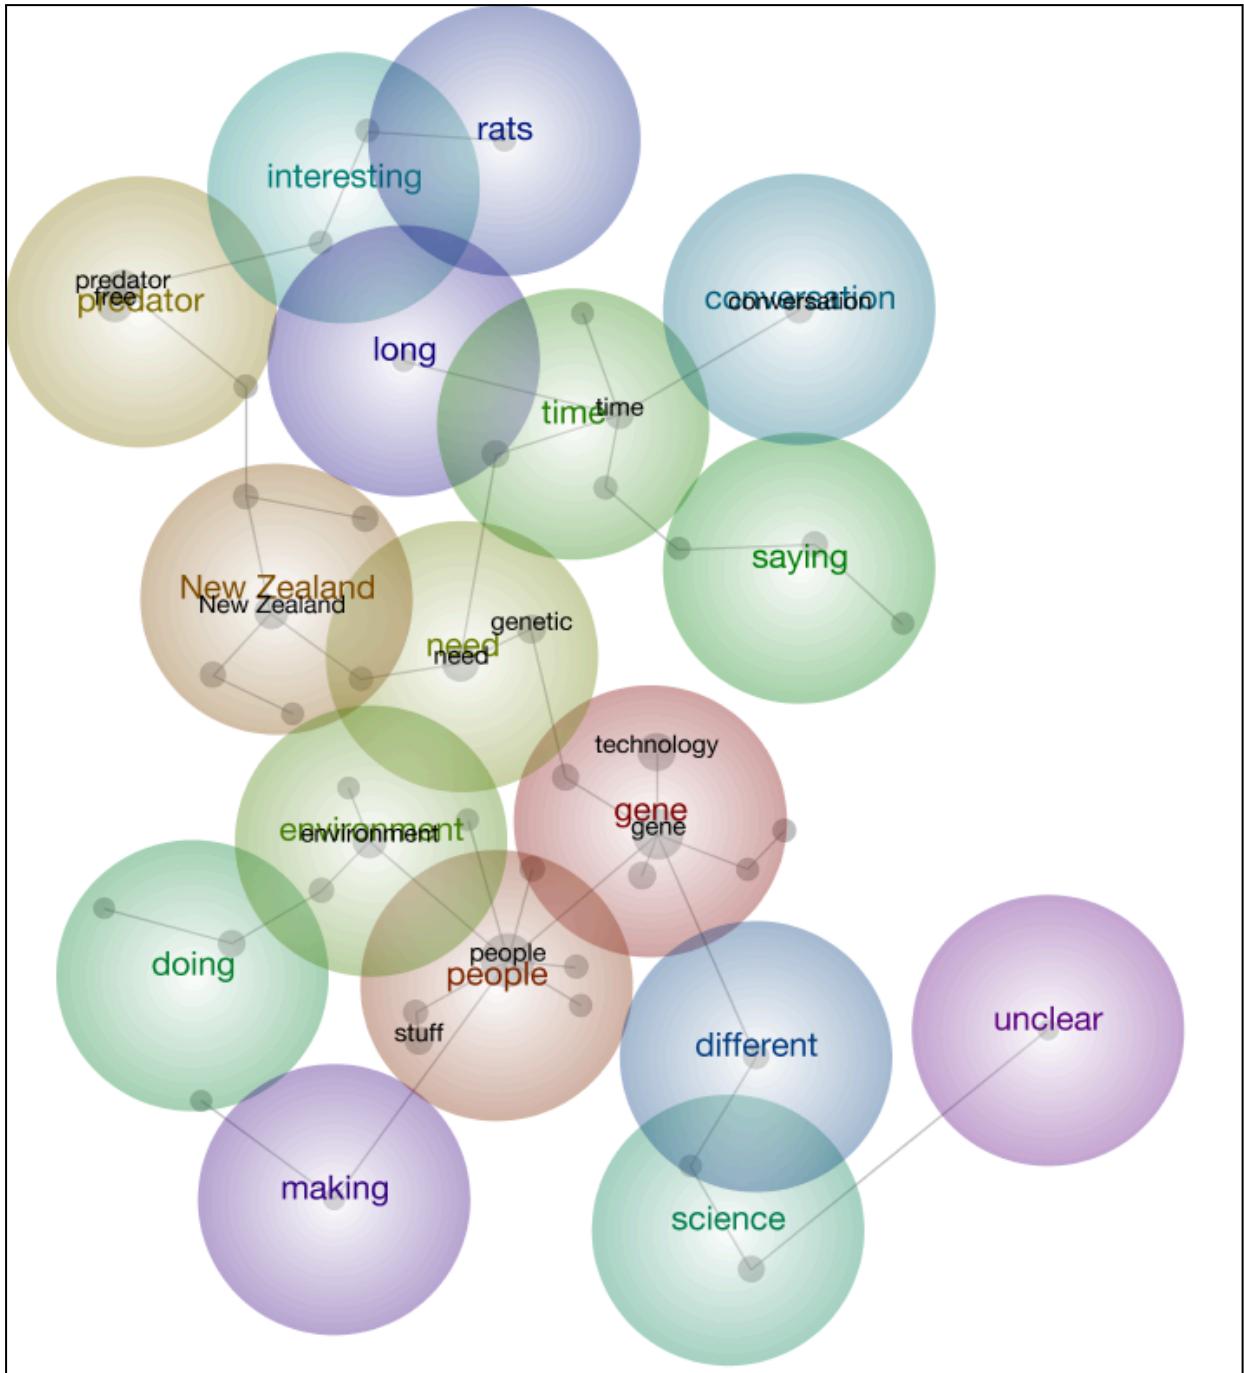 rats
interesting
predator
free
predator
conversation
conversation
long
time
time
saying
New Zealand
New Zealand
genetic
need
need
technology
gene
gene
environment
environment
people
people
doing
stuff
unclear
different
making
science